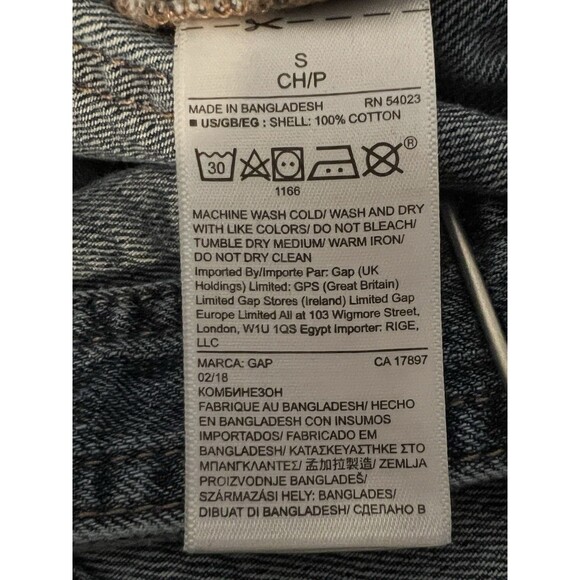 S
CH/P
MADE IN BANGLADESH RN 54023
■ US/GB/EG : SHELL: 100% COTTON
30 ®
1166
MACHINE WASH COLD/ WASH AND DRY
WITH LIKE COLORS/ DO NOT BLEACH/
TUMBLE DRY MEDIUM/ WARM IRON/
DO NOT DRY CLEAN
Imported By/Importe Par: Gap (UK
Holdings) Limited: GPS (Great Britain)
Limited Gap Stores (Ireland) Limited Gap
Europe Limited All at 103 Wigmore Street,
London, W1U 1QS Egypt Importer: RIGE,
LLC
MARCA: GAP CA 17897
02/18
КОМБИНЕЗОН
FABRIQUE AU BANGLADESH/ HECHO
EN BANGLADESH CON INSUMOS
IMPORTADOS/ FABRICADO EM
BANGLADESH/ ΚΑΤΑΣΚΕΥΑΣΤΗΚΕ ΣΤΟ
ΜΠΑΝΓΚΛΑΝΤΕΣ/ 孟加拉製造/ ZEMLJA
PROIZVODNJE BANGLADEŠ/
SZÁRMAZÁSI HELY: BANGLADES/
DIBUAT DI BANGLADESH/ СДЕЛАНО В